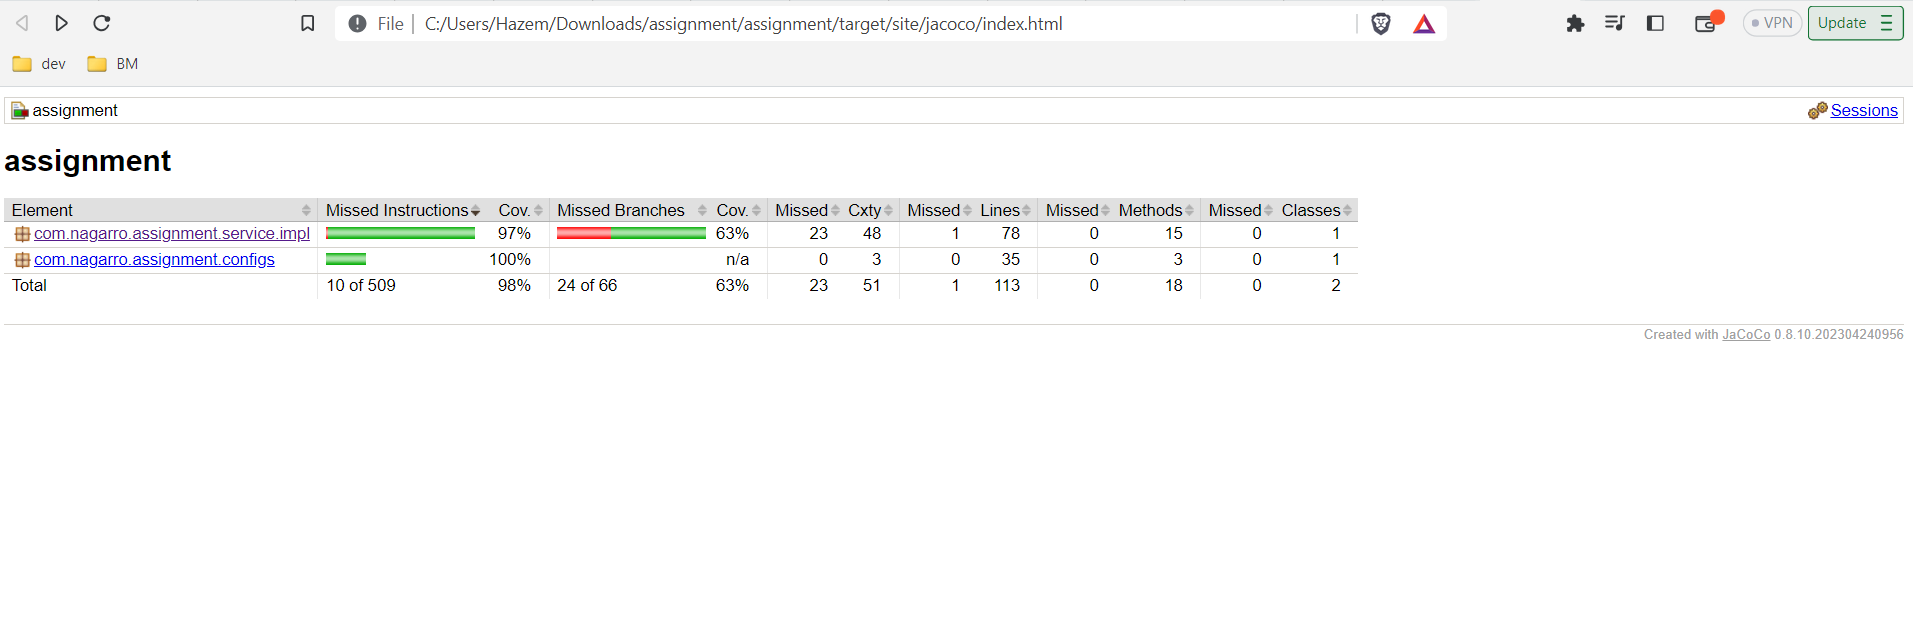 File | C:/Users/Hazem/Downloads/assignment/assignment/target/site/jacoco/index.html VPN Update
dev BM
assignment Sessions
assignment
Element Missed Instructions Cov. Missed Branches Cov. Missed Cxty Missed Lines Missed Methods Missed Classes
com.nagarro.assignment.service.impl 97% 63% 23 48 1 78 0 15 0 1
com.nagarro.assignment.configs 100% n/a 0 3 0 35 0 3 0 1
Total 10 of 509 98% 24 of 66 63% 23 51 1 113 0 18 0 2
Created with JaCoCo 0.8.10.202304240956